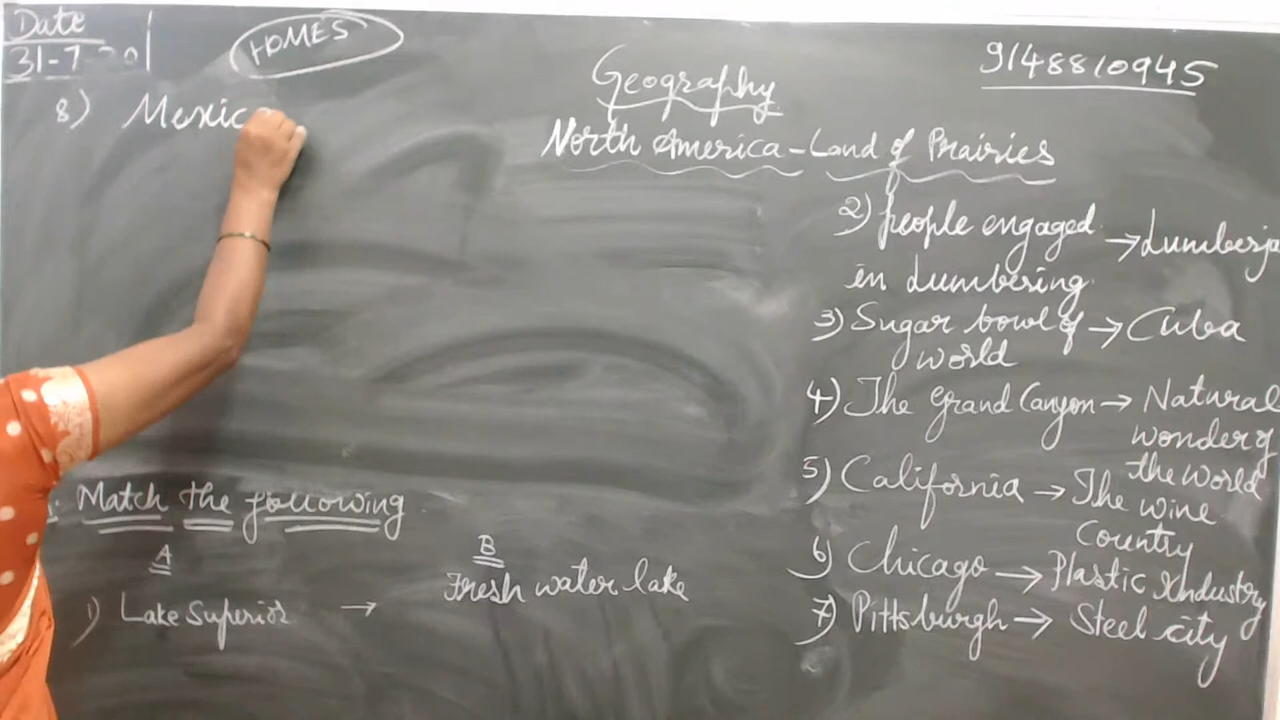 Date
31-7-20
HOMES
9148810945
Geography
North America - Land of Prairies
8) Mexic
2) people engaged
in Lumbering → Lumberja
3) Sugar bowl of
world → Cuba
4) The Grand Canyon → Natural
wonder of
the world
5) California → The wine
Country
6) Chicago → Plastic Industry
7) Pittsburgh → Steel city
Match the following
A
B
1) Lake Superior → Fresh water lake